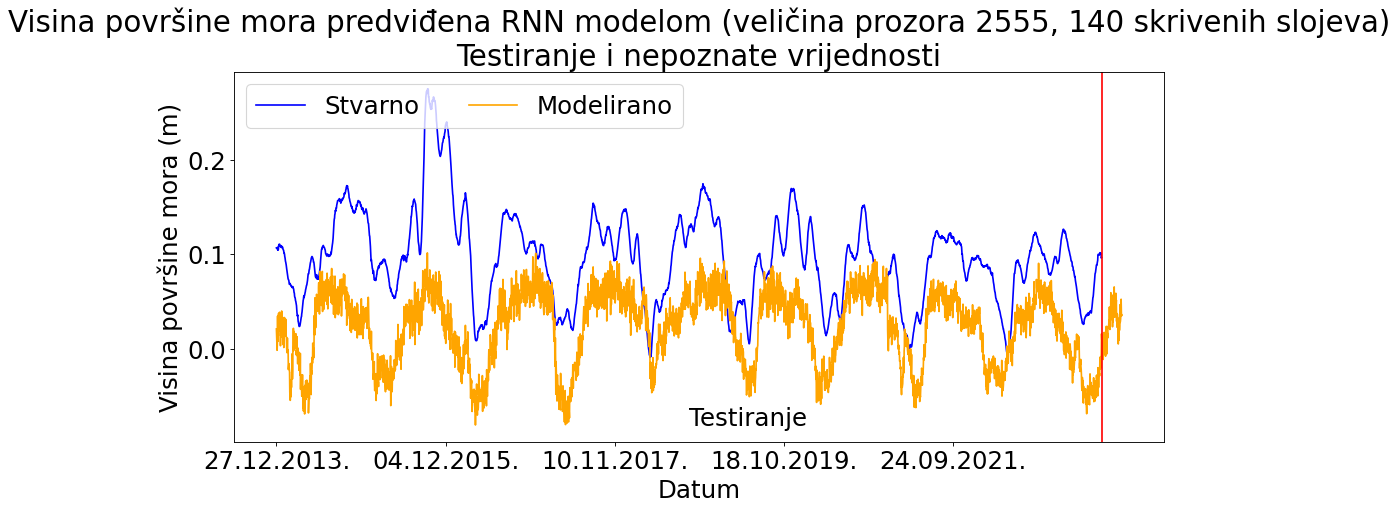 Visina površine mora predviđena RNN modelom (veličina prozora 2555, 140 skrivenih slojeva)
Testiranje i nepoznate vrijednosti
Stvarno
Modelirano
Visina površine mora (m)
0.2
0.1
0.0
Testiranje
27.12.2013.
04.12.2015.
10.11.2017.
18.10.2019.
24.09.2021.
Datum